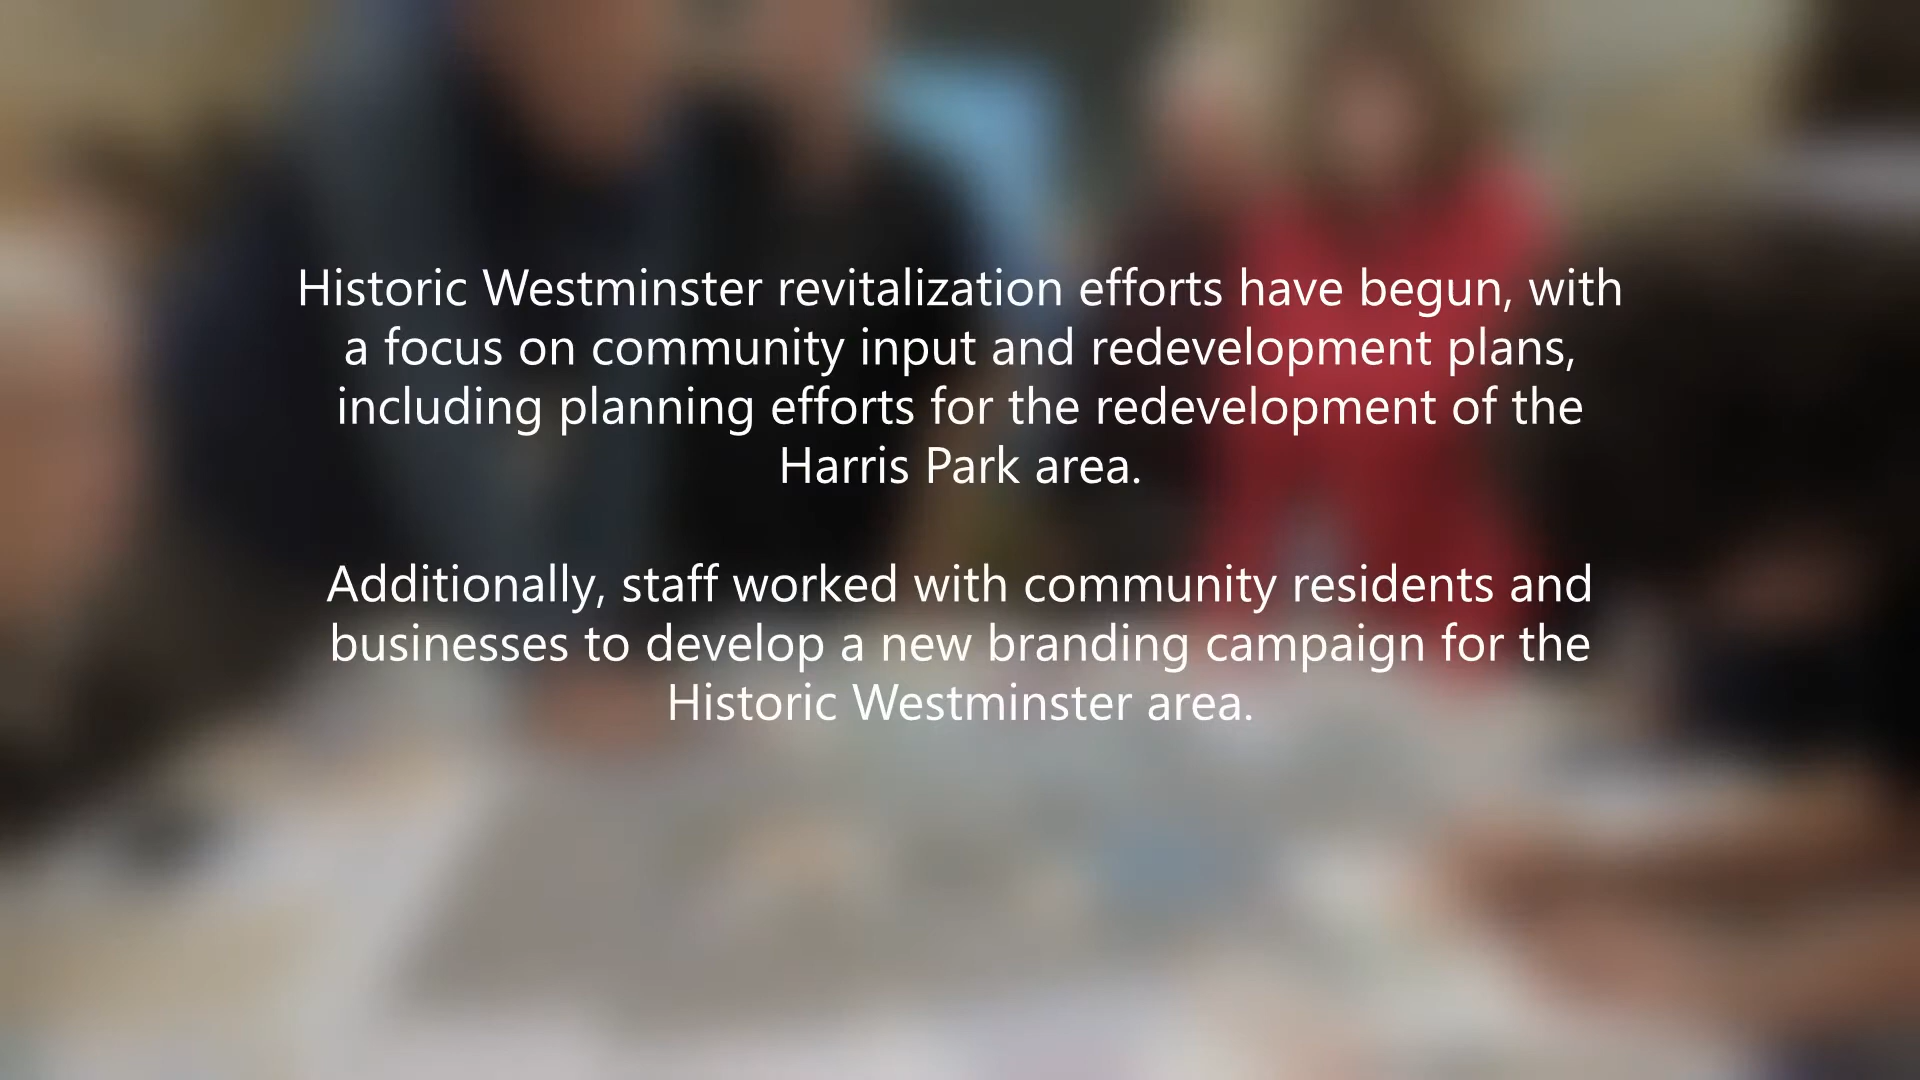 Historic Westminster revitalization efforts have begun, with
a focus on community input and redevelopment plans,
including planning efforts for the redevelopment of the
Harris Park area.
Additionally, staff worked with community residents and
businesses to develop a new branding campaign for the
Historic Westminster area.